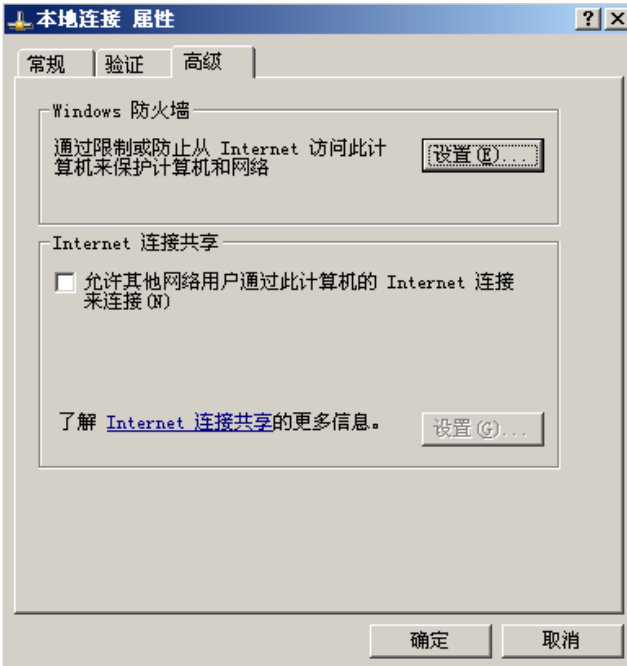 本地连接 属性
常规 验证 高级
Windows 防火墙
通过限制或防止从 Internet 访问此计
算机来保护计算机和网络
设置(E)...
Internet 连接共享
允许其他网络用户通过此计算机的 Internet 连接
来连接(N)
了解 Internet 连接共享的更多信息。
设置(G)...
确定 取消